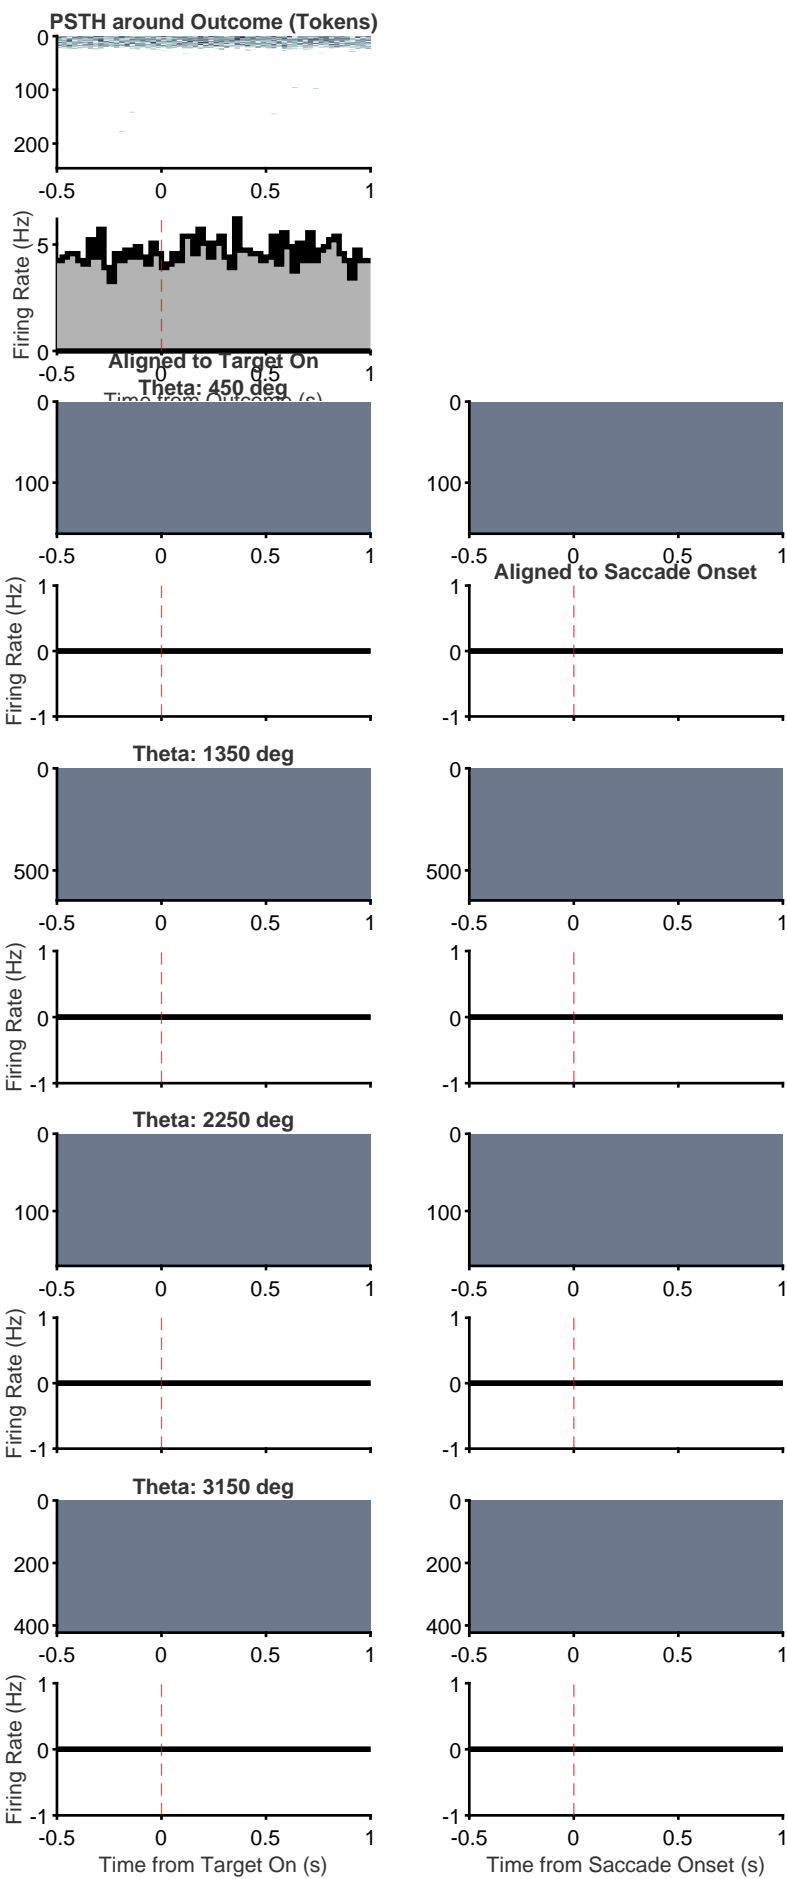 PSTH around Outcome (Tokens)
0
100
200
-0.5 0 0.5 1
Firing Rate (Hz)
5
0
-0.5 0 0.5 1
Time from Outcome (s)
Aligned to Target On
Theta: 450 deg
0
100
-0.5 0 0.5 1
0
100
-0.5 0 0.5 1
Aligned to Saccade Onset
Firing Rate (Hz)
1
0
-1
1
0
-1
Theta: 1350 deg
0
500
-0.5 0 0.5 1
0
500
-0.5 0 0.5 1
Firing Rate (Hz)
1
0
-1
1
0
-1
Theta: 2250 deg
0
100
-0.5 0 0.5 1
0
100
-0.5 0 0.5 1
Firing Rate (Hz)
1
0
-1
1
0
-1
Theta: 3150 deg
0
200
400
-0.5 0 0.5 1
0
200
400
-0.5 0 0.5 1
Firing Rate (Hz)
1
0
-1
-0.5 0 0.5 1
Time from Target On (s)
1
0
-1
-0.5 0 0.5 1
Time from Saccade Onset (s)